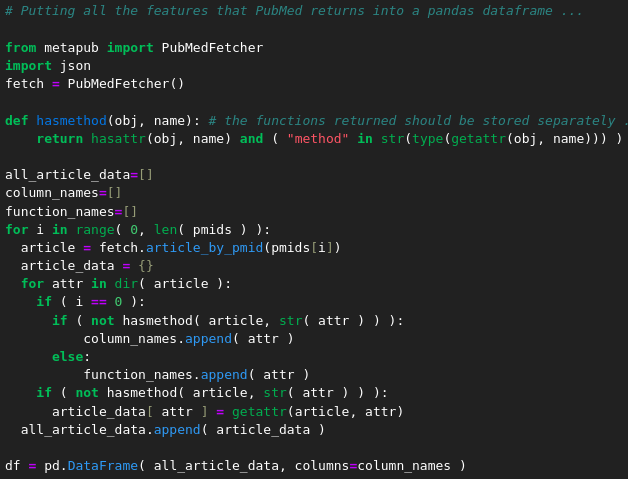 # Putting all the features that PubMed returns into a pandas dataframe ...
from metapub import PubMedFetcher
import json
fetch = PubMedFetcher()
def hasmethod(obj, name): # the functions returned should be stored separately .
    return hasattr(obj, name) and ( "method" in str(type(getattr(obj, name))) )
all_article_data=[]
column_names=[]
function_names=[]
for i in range( 0, len( pmids ) ):
  article = fetch.article_by_pmid(pmids[i])
  article_data = {}
  for attr in dir( article ):
    if ( i == 0 ):
      if ( not hasmethod( article, str( attr ) ) ):
          column_names.append( attr )
      else:
          function_names.append( attr )
    if ( not hasmethod( article, str( attr ) ) ):
      article_data[ attr ] = getattr(article, attr)
  all_article_data.append( article_data )
df = pd.DataFrame( all_article_data, columns=column_names )